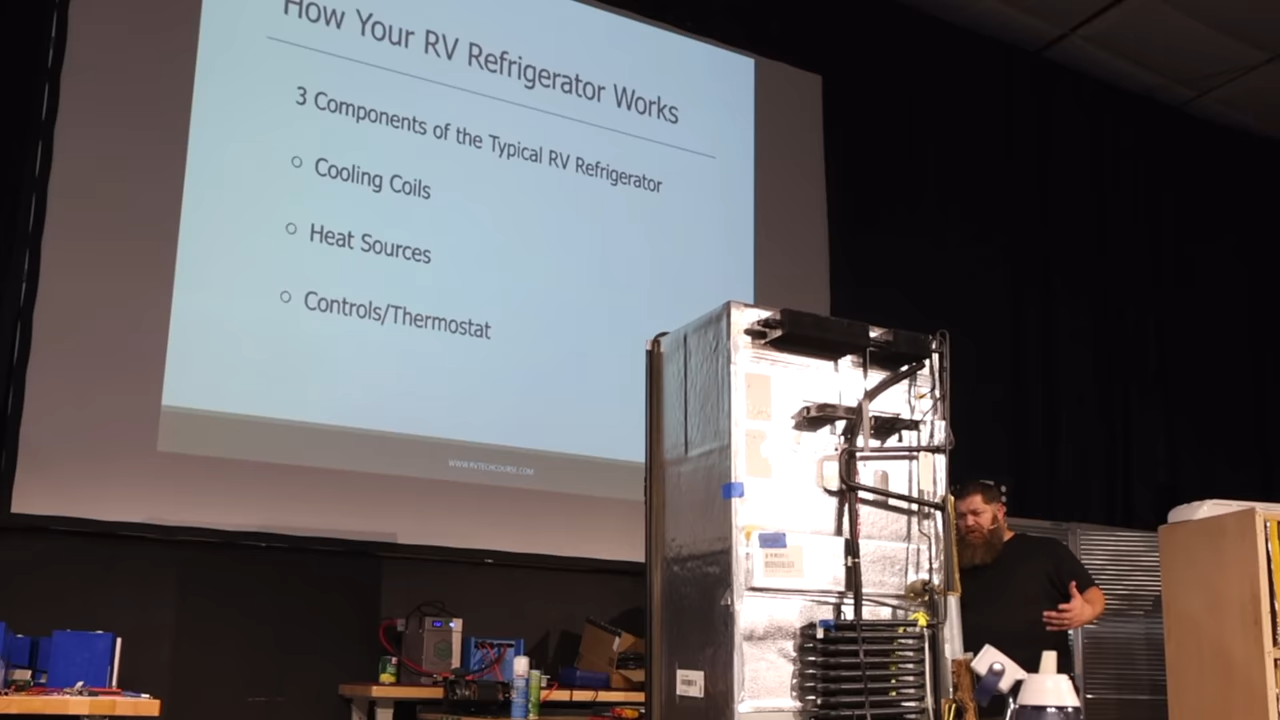 How Your RV Refrigerator Works
3 Components of the Typical RV Refrigerator
Cooling Coils
Heat Sources
Controls/Thermostat
WWW.RVTECHCOURSE.COM